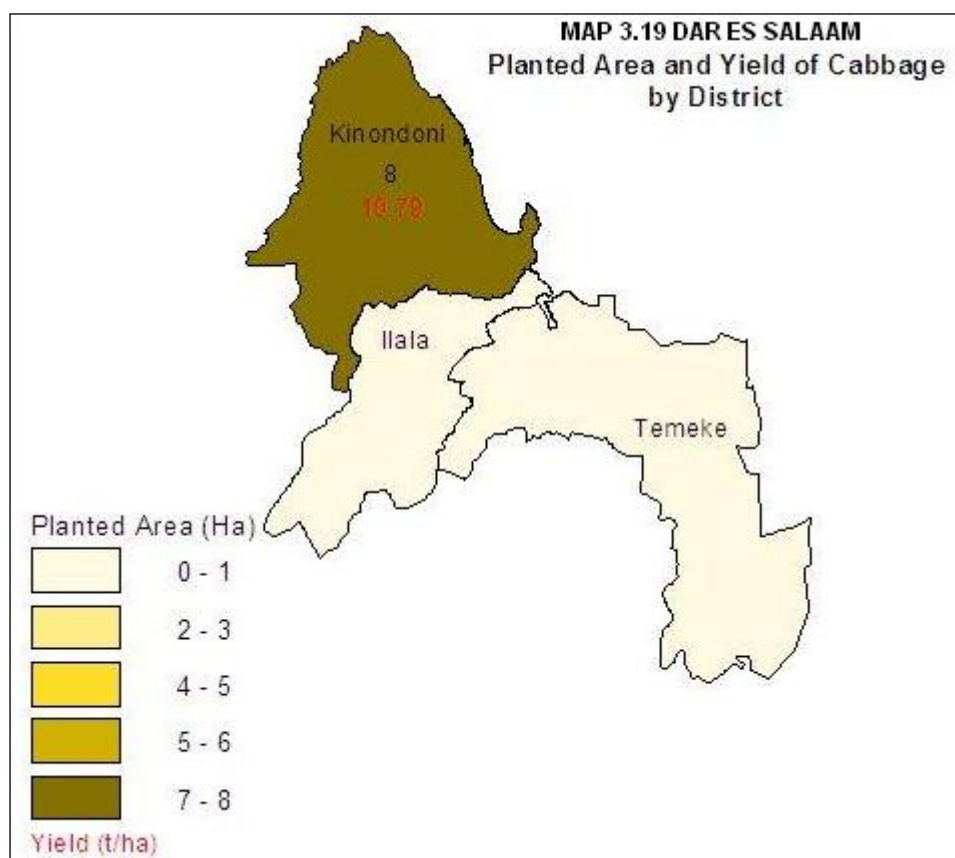 MAP 3.19 DAR ES SALAAM
Planted Area and Yield of Cabbage
by District
Kinondoni
8
10.79
Ilala
Temeke
Planted Area (Ha)
0 - 1
2 - 3
4 - 5
5 - 6
7 - 8
Yield (t/ha)